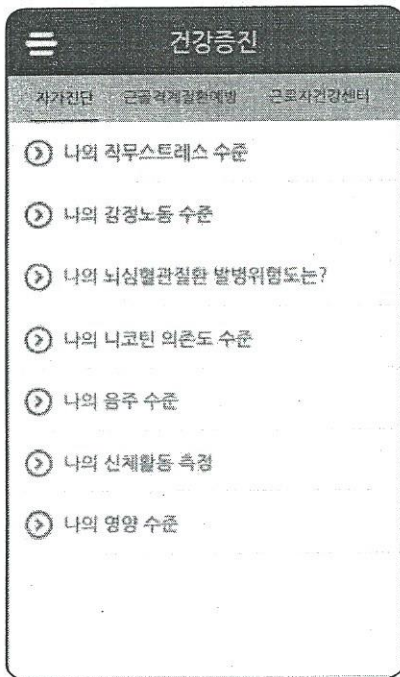 건강증진
자가진단 근골격계질환예방 근로자건강센터
나의 직무스트레스 수준
나의 감정노동 수준
나의 뇌심혈관질환 발병위험도는?
나의 니코틴 의존도 수준
나의 음주 수준
나의 신체활동 측정
나의 영양 수준